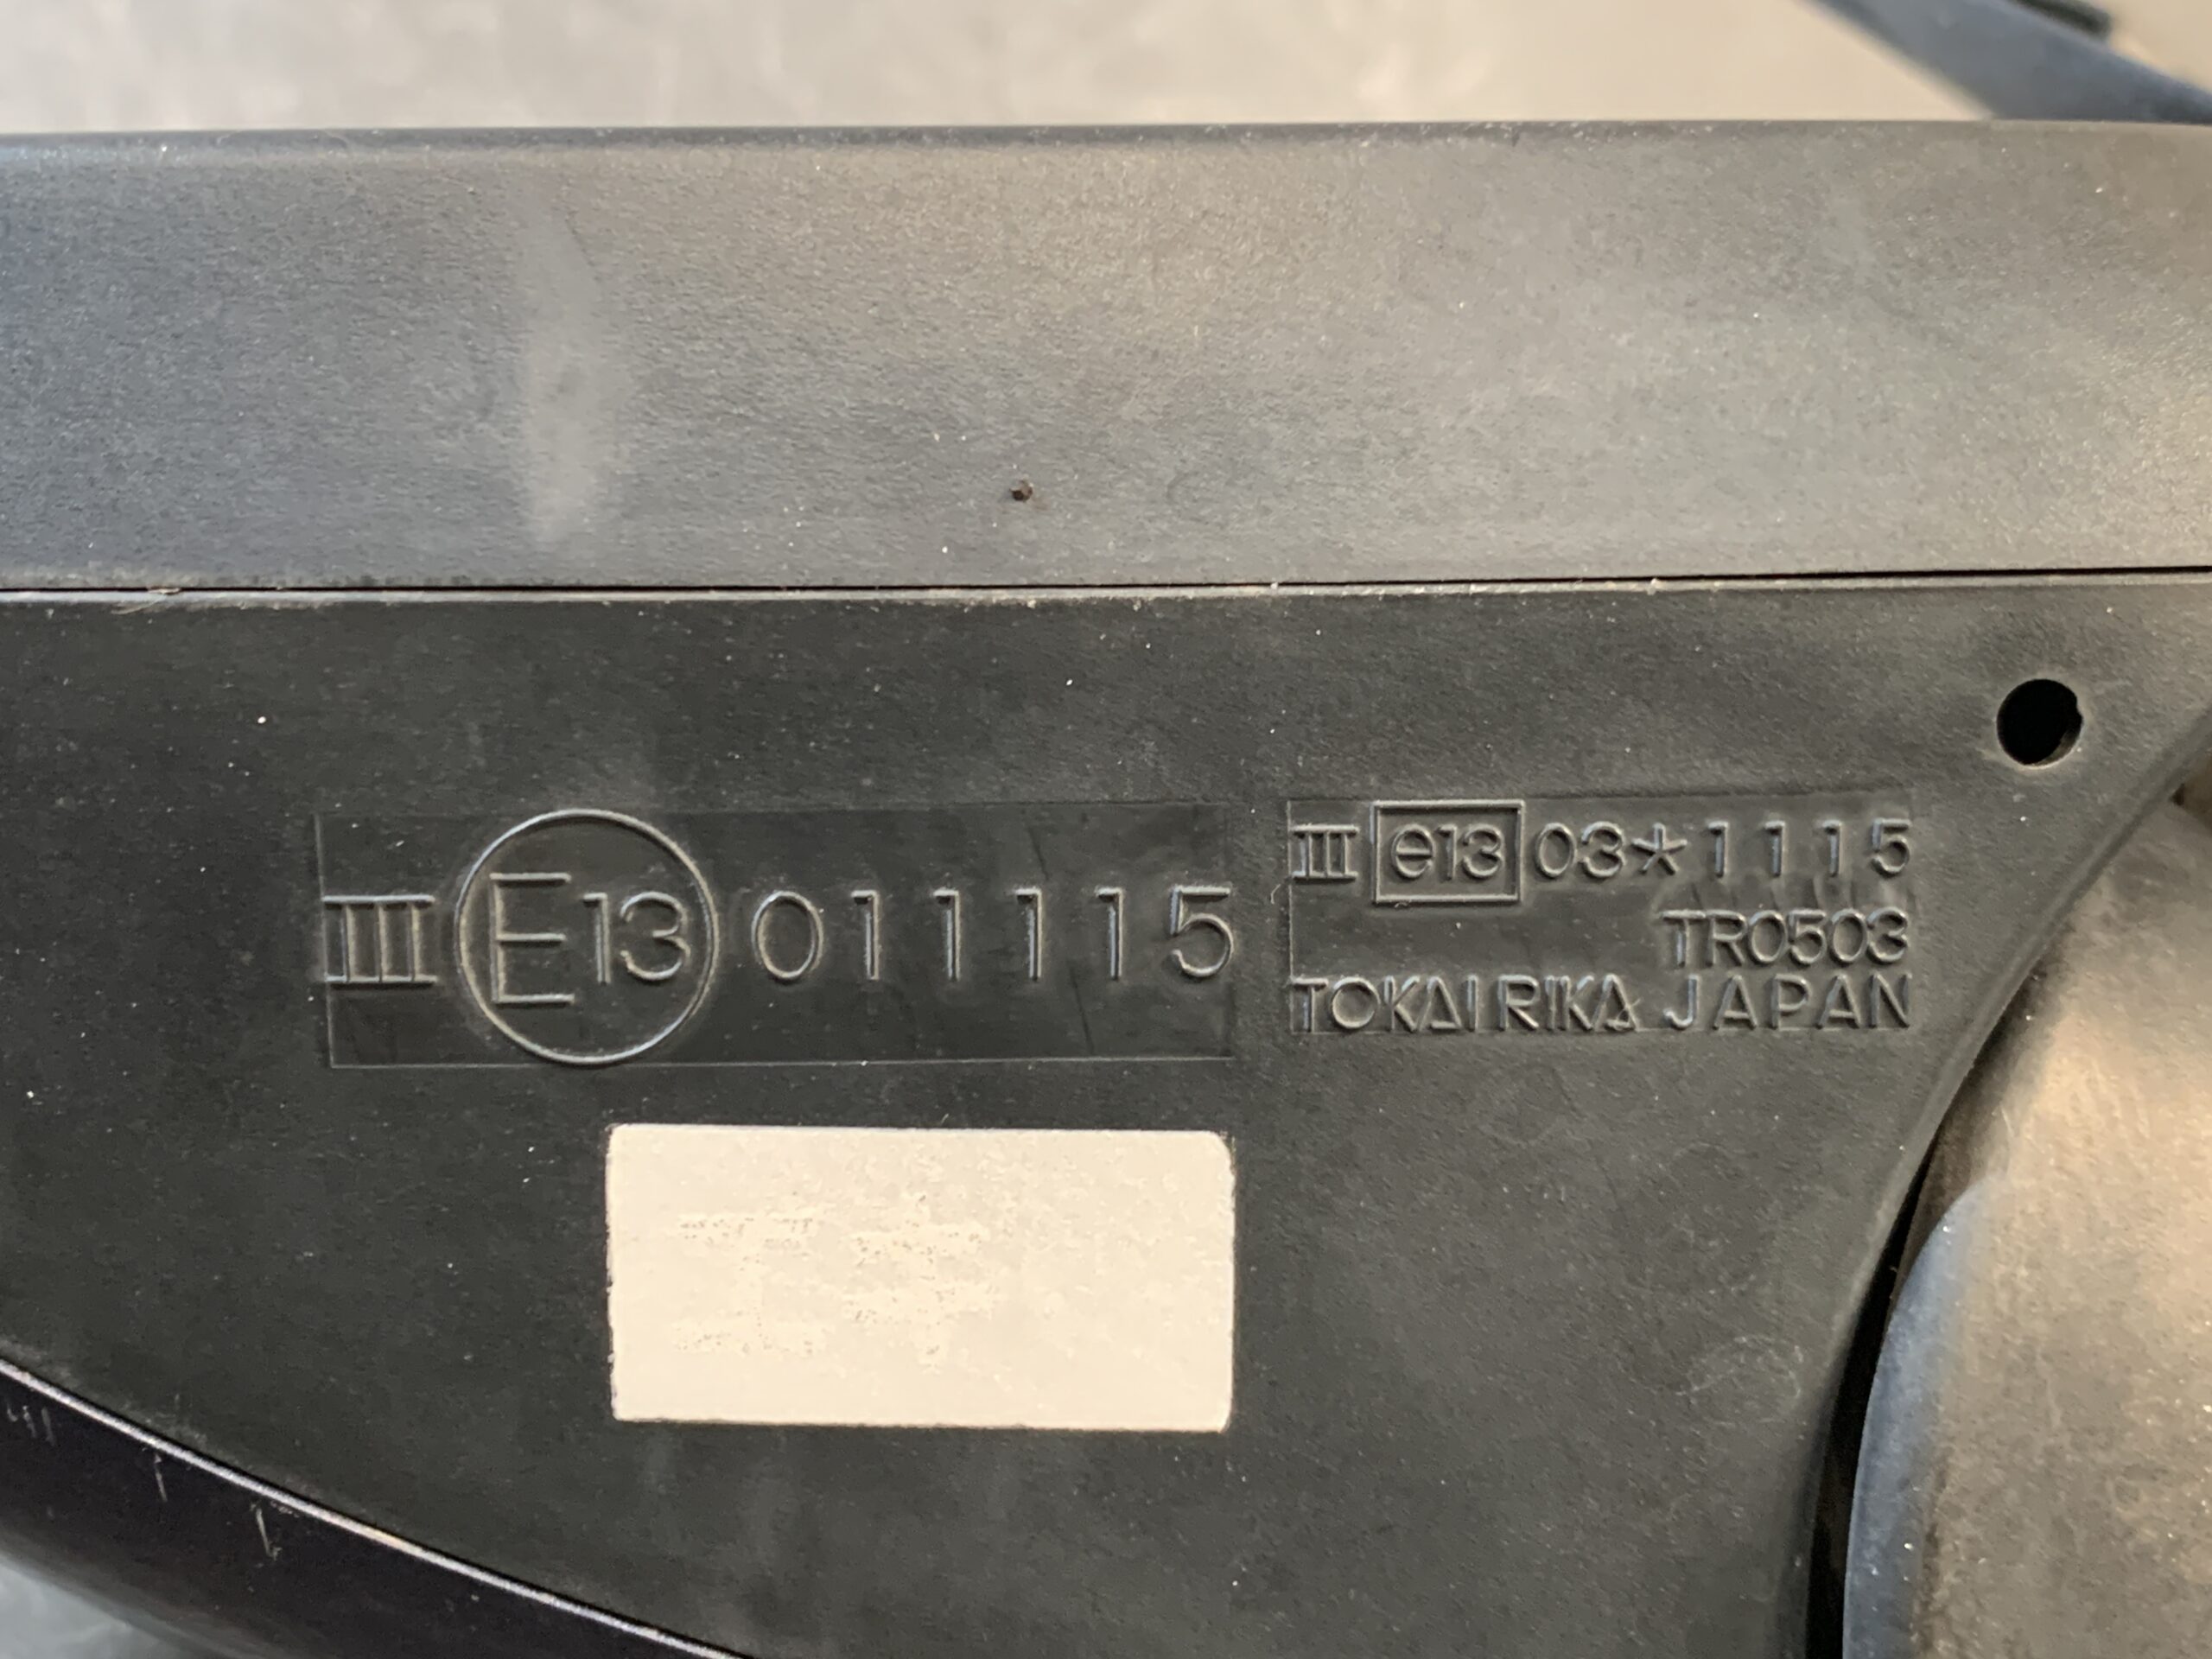 III E13 011115
III e13 03*1115
TR0503
TOKAI RIKA JAPAN